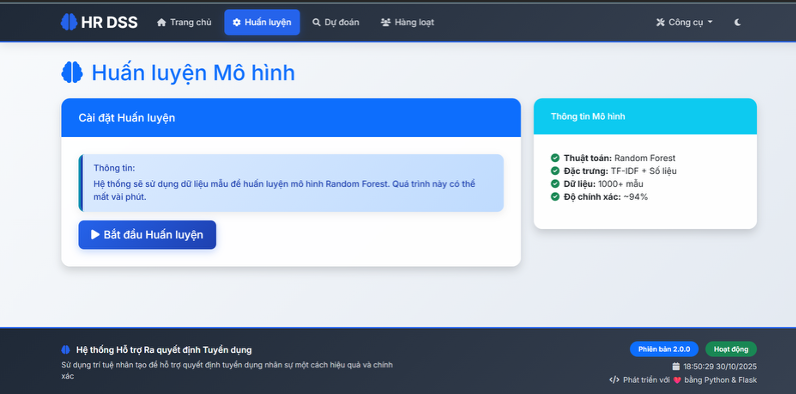 HR DSS
Trang chủ
Huấn luyện
Dự đoán
Hàng loạt
Công cụ
Huấn luyện Mô hình
Cài đặt Huấn luyện
Thông tin:
Hệ thống sẽ sử dụng dữ liệu mẫu để huấn luyện mô hình Random Forest. Quá trình này có thể
mất vài phút.
Bắt đầu Huấn luyện
Thông tin Mô hình
Thuật toán: Random Forest
Đặc trưng: TF-IDF + Số liệu
Dữ liệu: 1000+ mẫu
Độ chính xác: ~94%
Hệ thống Hỗ trợ Ra quyết định Tuyển dụng
Sử dụng trí tuệ nhân tạo để hỗ trợ quyết định tuyển dụng nhân sự một cách hiệu quả và chính
xác
Phiên bản 2.0.0
Hoạt động
18:50:29 30/10/2025
Phát triển với ❤ bằng Python & Flask